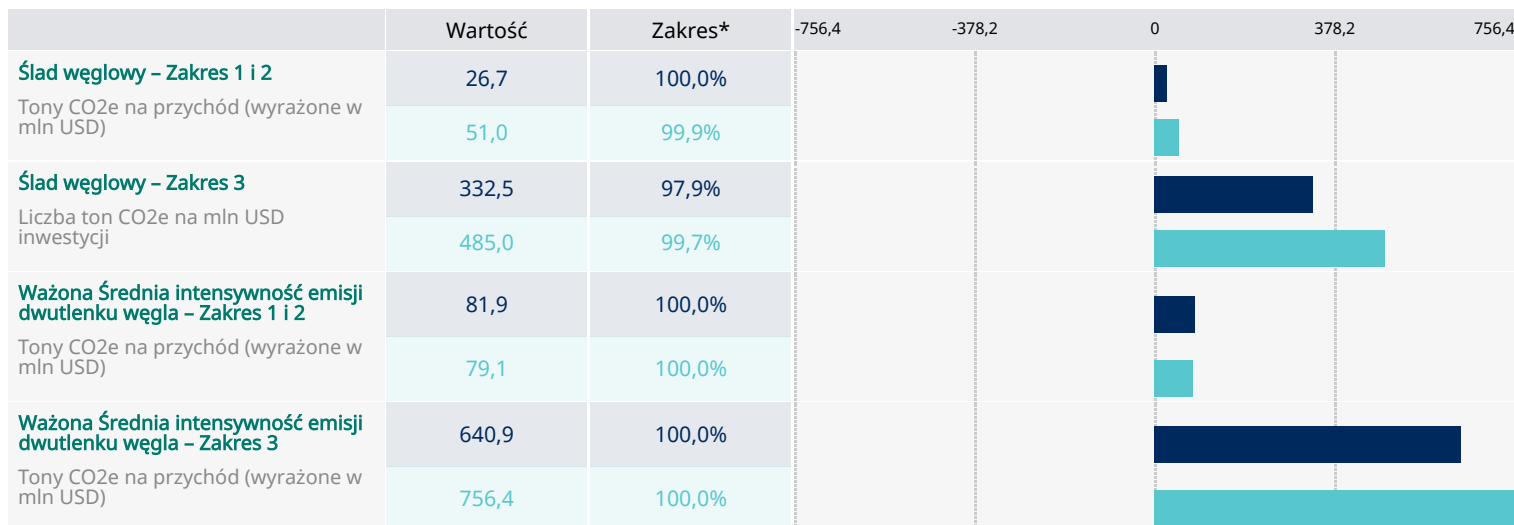 Wartość Zakres* -756,4 -378,2 0 378,2 756,4
Ślad węglowy – Zakres 1 i 2
Tony CO2e na przychód (wyrażone w
mln USD)
26,7 100,0%
51,0 99,9%
Ślad węglowy – Zakres 3
Liczba ton CO2e na mln USD
inwestycji
332,5 97,9%
485,0 99,7%
Ważona Średnia intensywność emisji
dwutlenku węgla – Zakres 1 i 2
Tony CO2e na przychód (wyrażone w
mln USD)
81,9 100,0%
79,1 100,0%
Ważona Średnia intensywność emisji
dwutlenku węgla – Zakres 3
Tony CO2e na przychód (wyrażone w
mln USD)
640,9 100,0%
756,4 100,0%